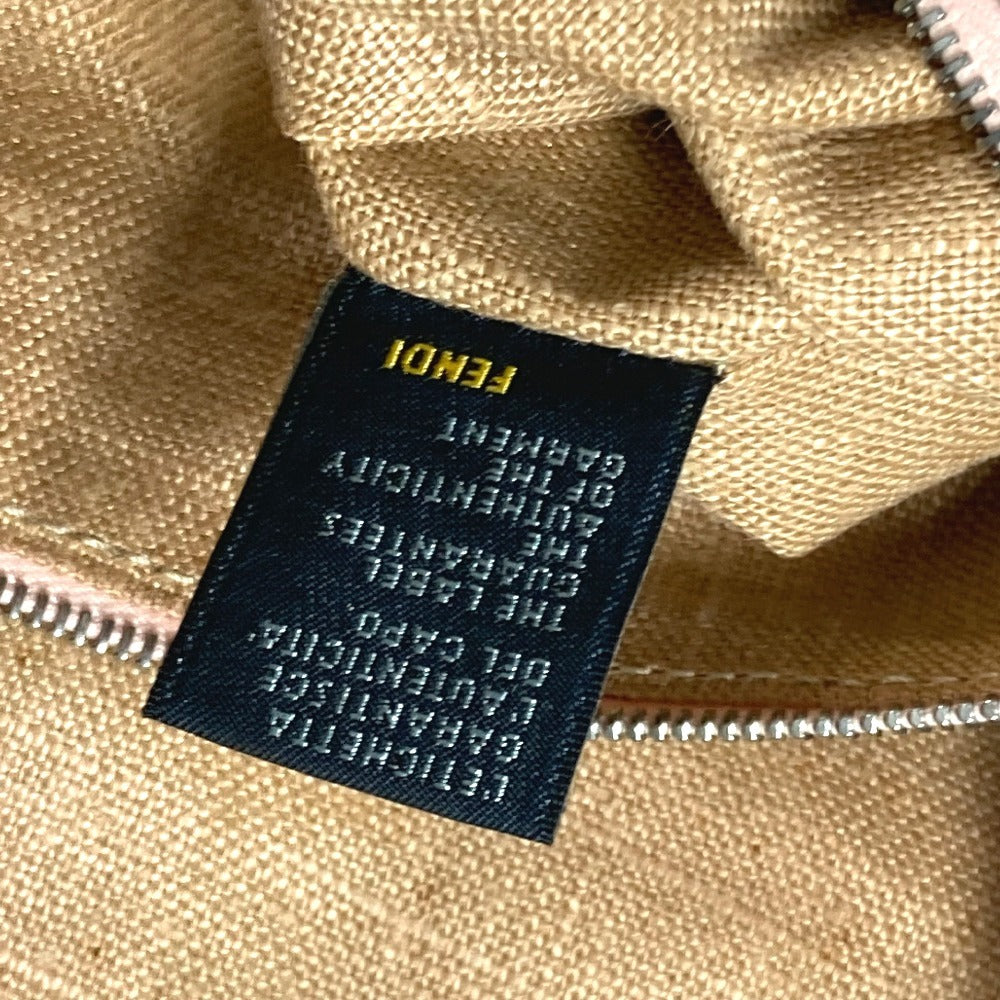 L'ETICHETTA
GARANTISCE
L'AUTENTICITA'
DEL CAPO
THE LABEL
GUARANTEES
THE
AUTHENTICITY
OF THE
GARMENT
FENDI